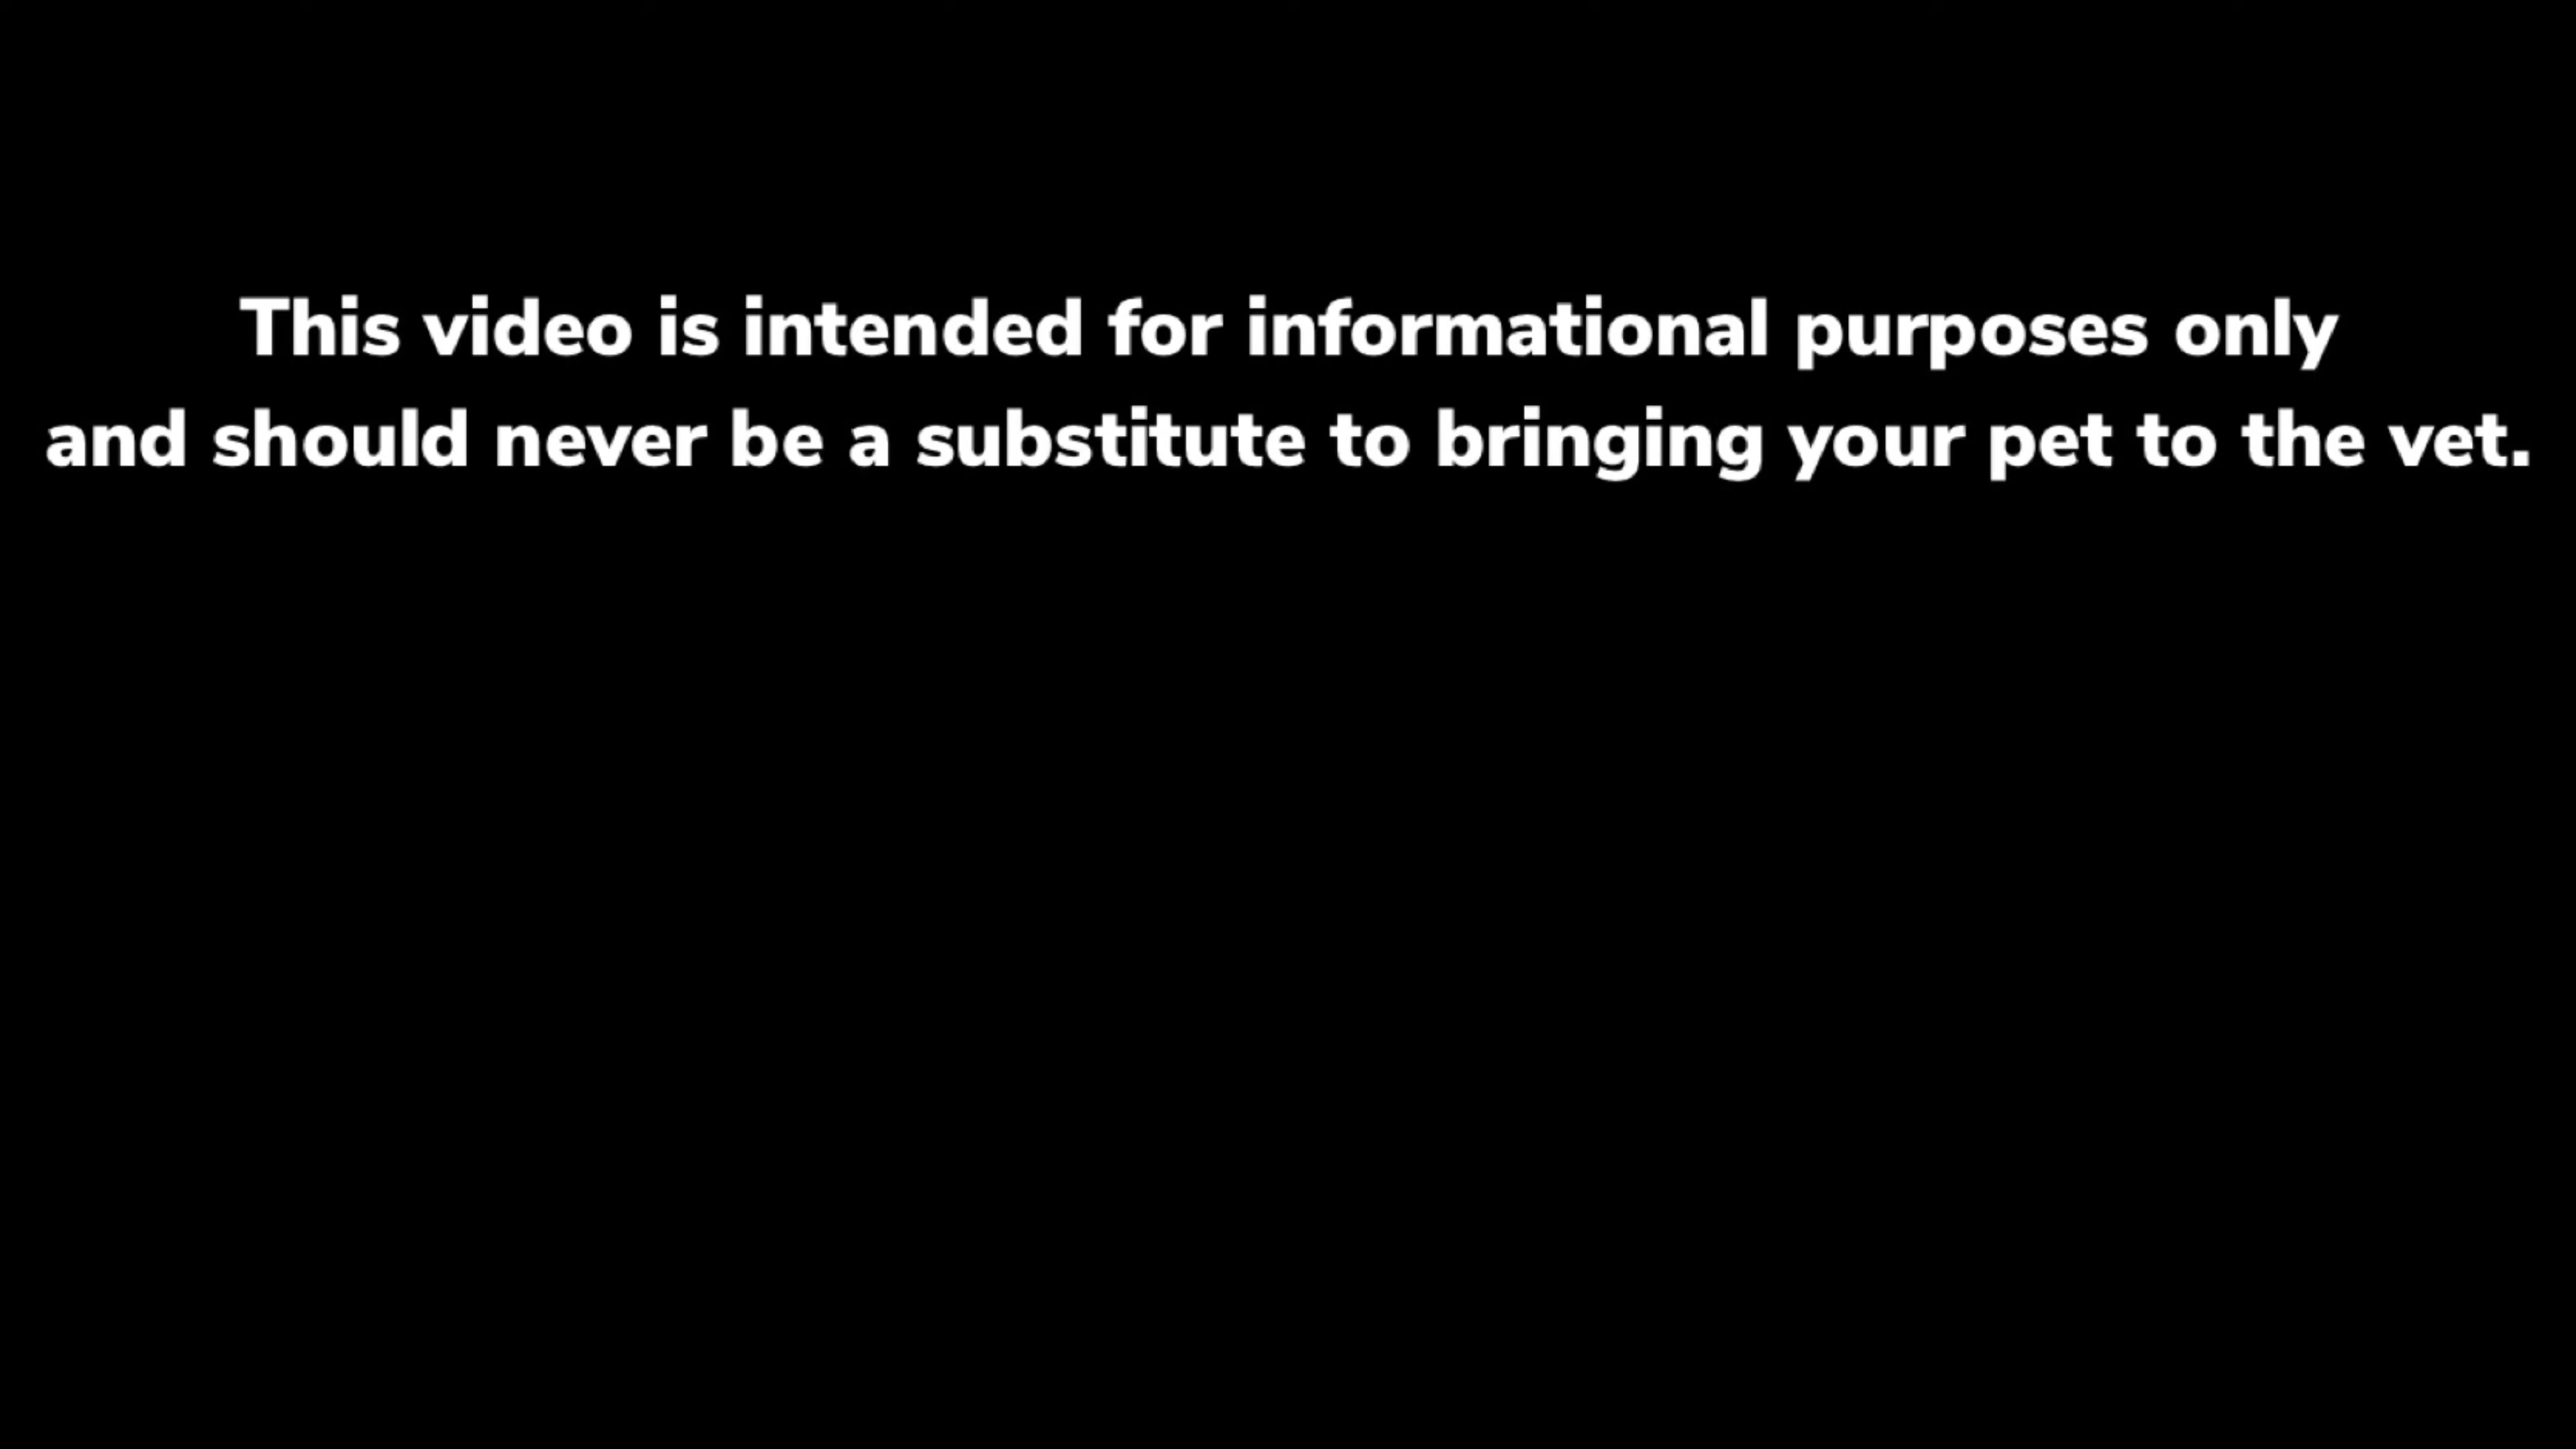 This video is intended for informational purposes only
and should never be a substitute to bringing your pet to the vet.